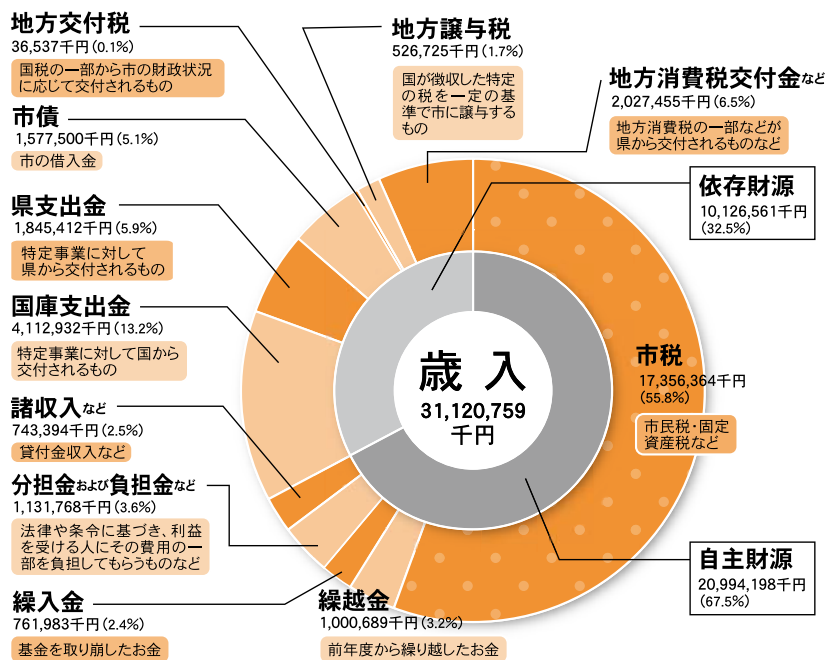 地方交付税
36,537千円(0.1%)
国税の一部から市の財政状況
に応じて交付されるもの
市債
1,577,500千円(5.1%)
市の借入金
県支出金
1,845,412千円(5.9%)
特定事業に対して
県から交付されるもの
国庫支出金
4,112,932千円(13.2%)
特定事業に対して国から
交付されるもの
諸収入など
743,394千円(2.5%)
貸付金収入など
分担金および負担金など
1,131,768千円(3.6%)
法律や条令に基づき、利益
を受ける人にその費用の一
部を負担してもらうものなど
繰入金
761,983千円(2.4%)
基金を取り崩したお金
繰越金
1,000,689千円(3.2%)
前年度から繰り越したお金
地方譲与税
526,725千円(1.7%)
国が徴収した特定
の税を一定の基
準で市に譲与する
もの
地方消費税交付金など
2,027,455千円(6.5%)
地方消費税の一部などが
県から交付されるものなど
依存財源
10,126,561千円
(32.5%)
歳入
31,120,759
千円
市税
17,356,364千円
(55.8%)
市民税・固定
資産税など
自主財源
20,994,198千円
(67.5%)